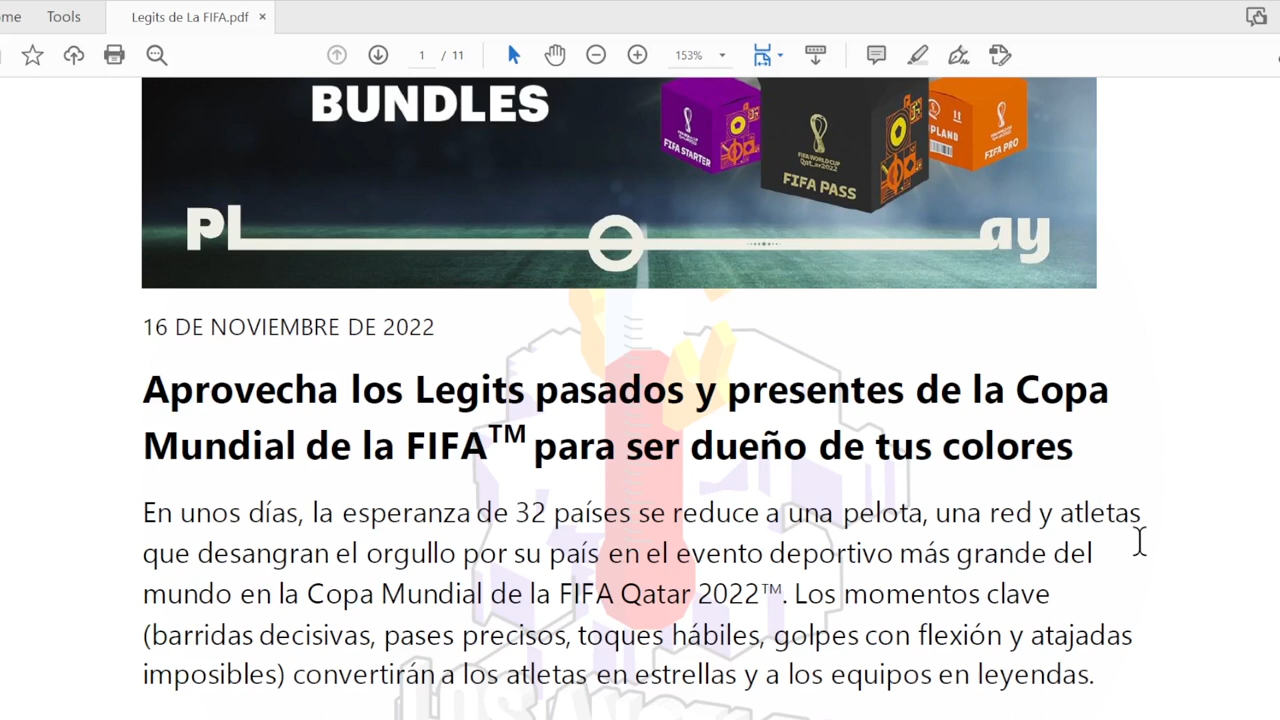 Tools
Legits de La FIFA.pdf ×
1 / 11
153%
BUNDLES
FIFA STARTER
FIFA WORLD CUP
Qatar2022
FIFA PASS
UPLAND
FIFA PRO
Pl ay
16 DE NOVIEMBRE DE 2022
Aprovecha los Legits pasados y presentes de la Copa
Mundial de la FIFA™ para ser dueño de tus colores
En unos días, la esperanza de 32 países se reduce a una pelota, una red y atletas
que desangran el orgullo por su país en el evento deportivo más grande del
mundo en la Copa Mundial de la FIFA Qatar 2022™. Los momentos clave
(barridas decisivas, pases precisos, toques hábiles, golpes con flexión y atajadas
imposibles) convertirán a los atletas en estrellas y a los equipos en leyendas.